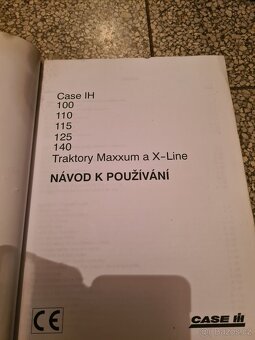 Case IH
100
110
115
125
140
Traktory Maxxum a X-Line
NÁVOD K POUŽÍVÁNÍ
CE
CASE IH